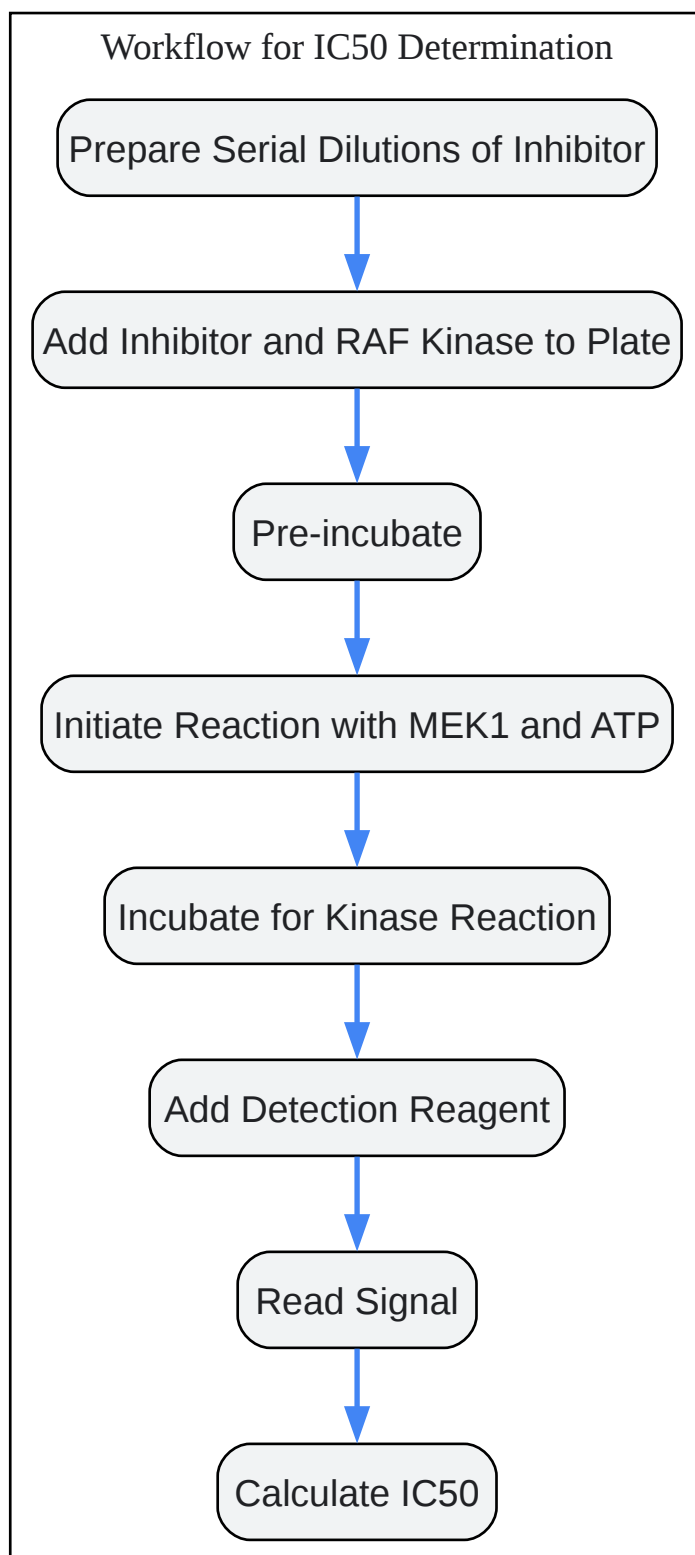 Workflow for IC50 Determination
Prepare Serial Dilutions of Inhibitor
Add Inhibitor and RAF Kinase to Plate
Pre-incubate
Initiate Reaction with MEK1 and ATP
Incubate for Kinase Reaction
Add Detection Reagent
Read Signal
Calculate IC50